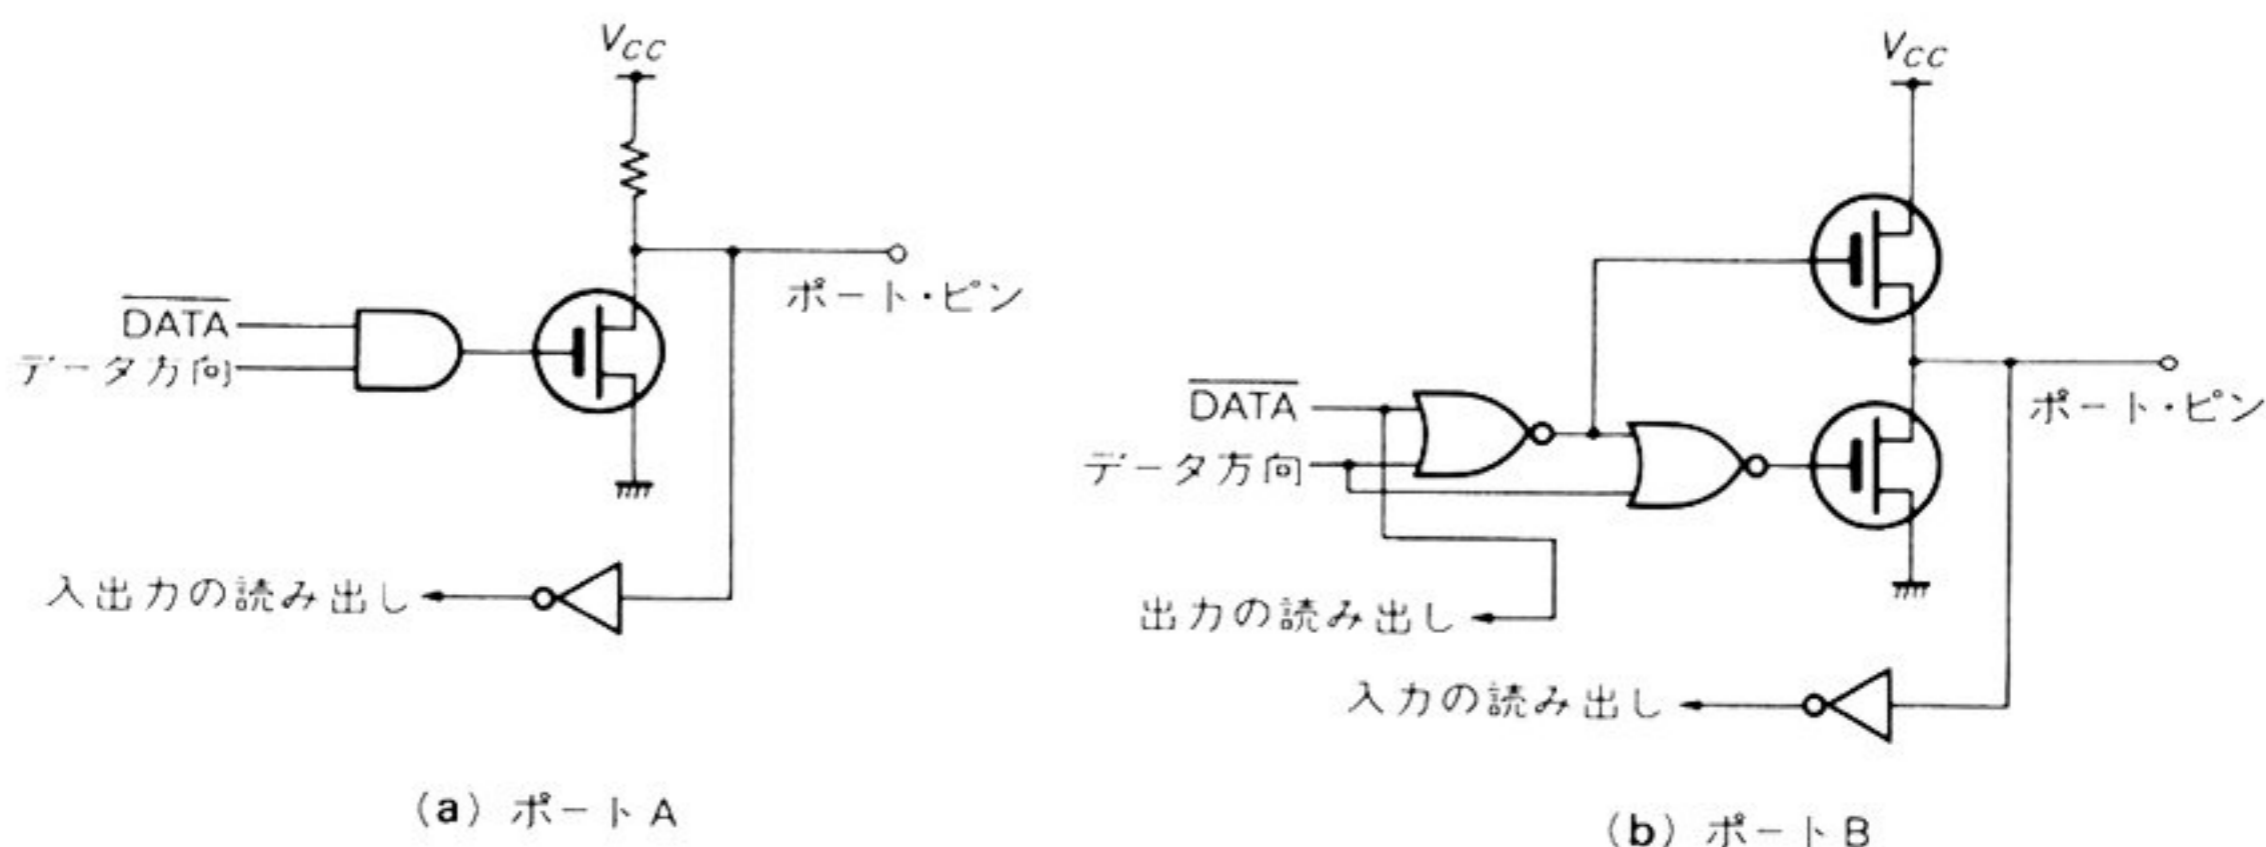 VCC
ポート・ピン
DATA
データ方向
入出力の読み出し
(a) ポートA
VCC
ポート・ピン
DATA
データ方向
出力の読み出し
入力の読み出し
(b) ポートB